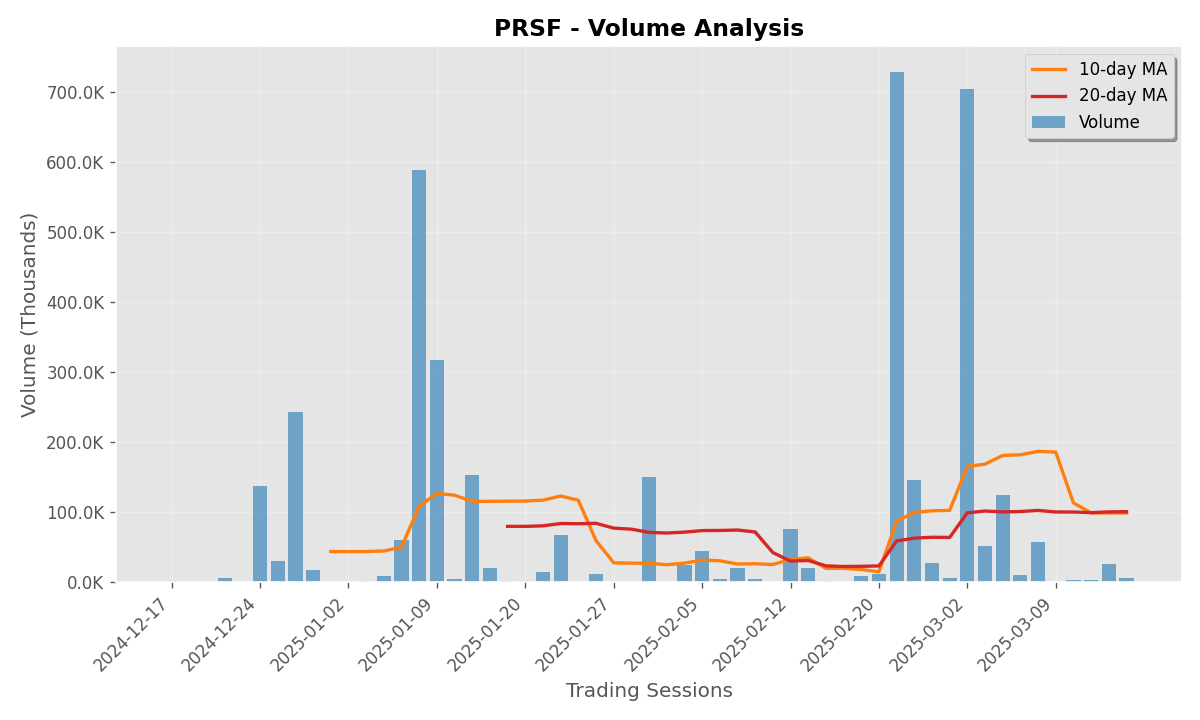 PRSF - Volume Analysis
10-day MA
20-day MA
Volume
Volume (Thousands)
700.0K
600.0K
500.0K
400.0K
300.0K
200.0K
100.0K
0.0K
2024-12-17
2024-12-24
2025-01-02
2025-01-09
2025-01-20
2025-01-27
2025-02-05
2025-02-12
2025-02-20
2025-03-02
2025-03-09
Trading Sessions